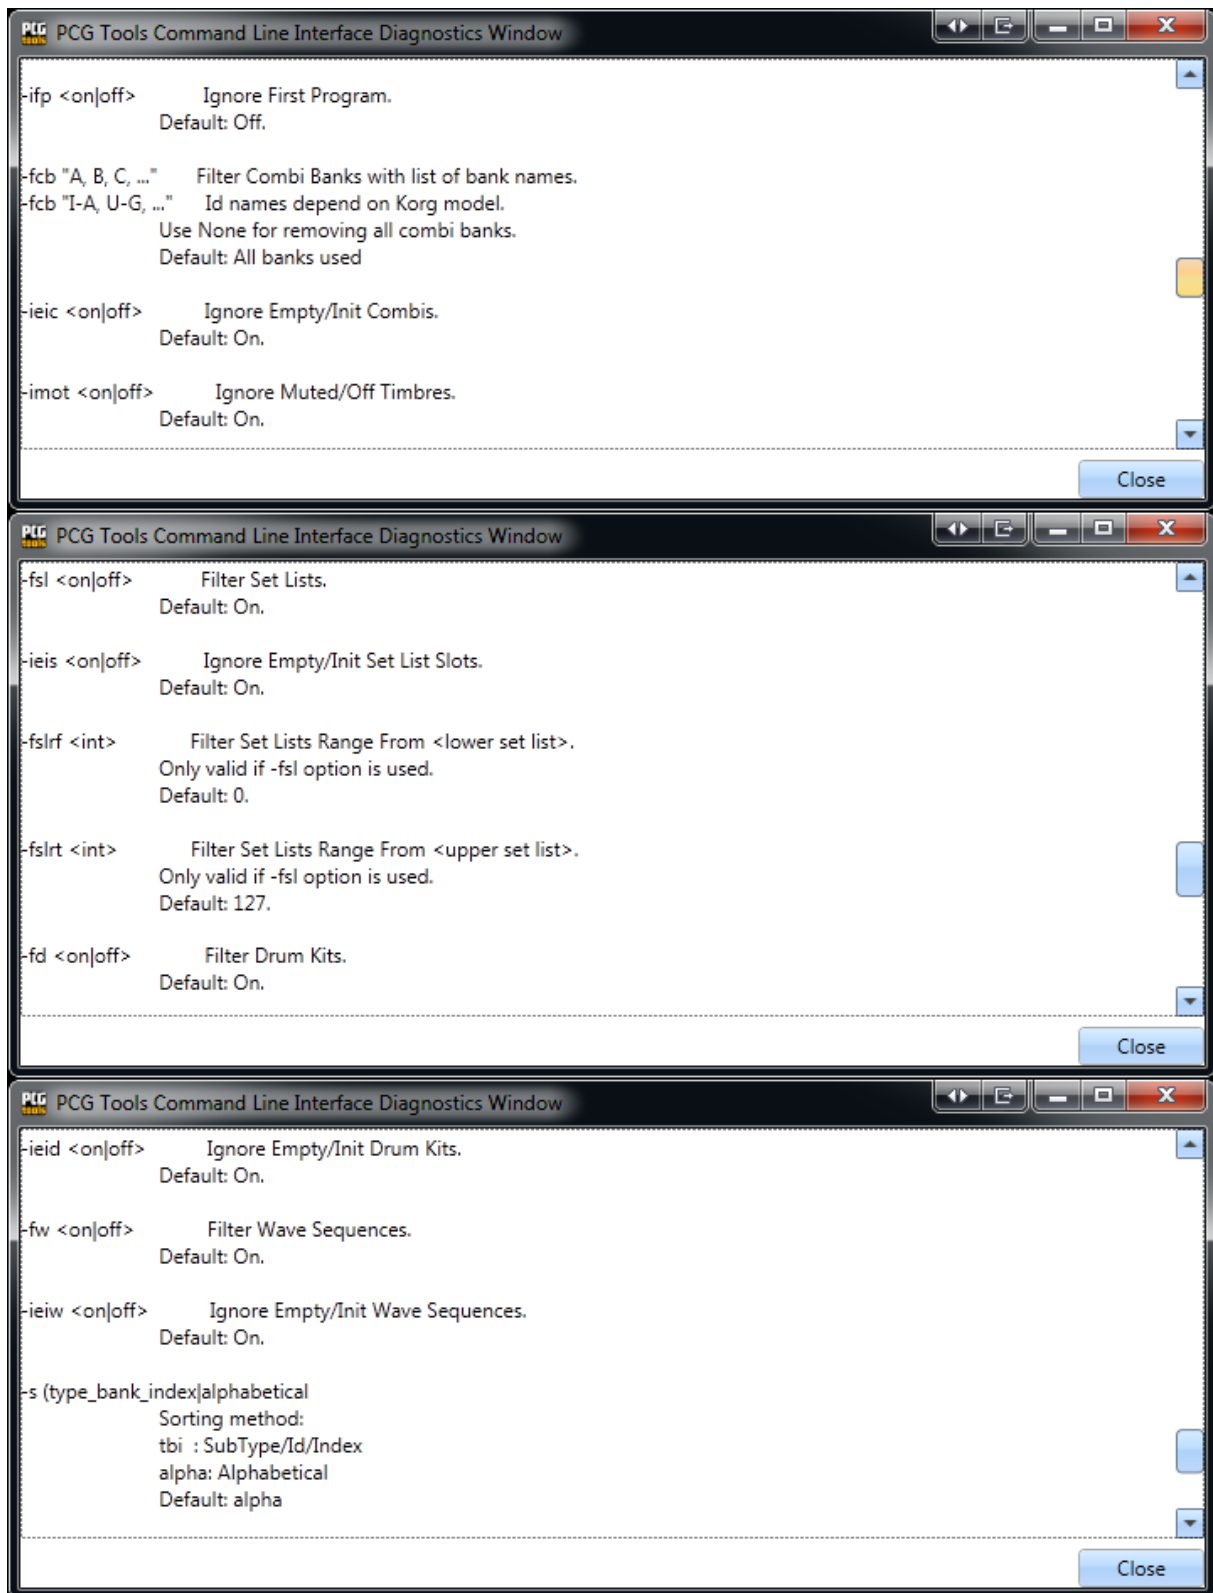 PCG Tools PCG Tools Command Line Interface Diagnostics Window
-ifp <on|off> Ignore First Program.
Default: Off.
-fcb "A, B, C, ..." Filter Combi Banks with list of bank names.
-fcb "I-A, U-G, ..." Id names depend on Korg model.
Use None for removing all combi banks.
Default: All banks used
-ieic <on|off> Ignore Empty/Init Combis.
Default: On.
-imot <on|off> Ignore Muted/Off Timbres.
Default: On.
Close
PCG Tools PCG Tools Command Line Interface Diagnostics Window
-fsl <on|off> Filter Set Lists.
Default: On.
-ieis <on|off> Ignore Empty/Init Set List Slots.
Default: On.
-fslrf <int> Filter Set Lists Range From <lower set list>.
Only valid if -fsl option is used.
Default: 0.
-fslrt <int> Filter Set Lists Range From <upper set list>.
Only valid if -fsl option is used.
Default: 127.
-fd <on|off> Filter Drum Kits.
Default: On.
Close
PCG Tools PCG Tools Command Line Interface Diagnostics Window
-ieid <on|off> Ignore Empty/Init Drum Kits.
Default: On.
-fw <on|off> Filter Wave Sequences.
Default: On.
-ieiw <on|off> Ignore Empty/Init Wave Sequences.
Default: On.
-s (type_bank_index|alphabetical
Sorting method:
tbi : SubType/Id/Index
alpha: Alphabetical
Default: alpha
Close